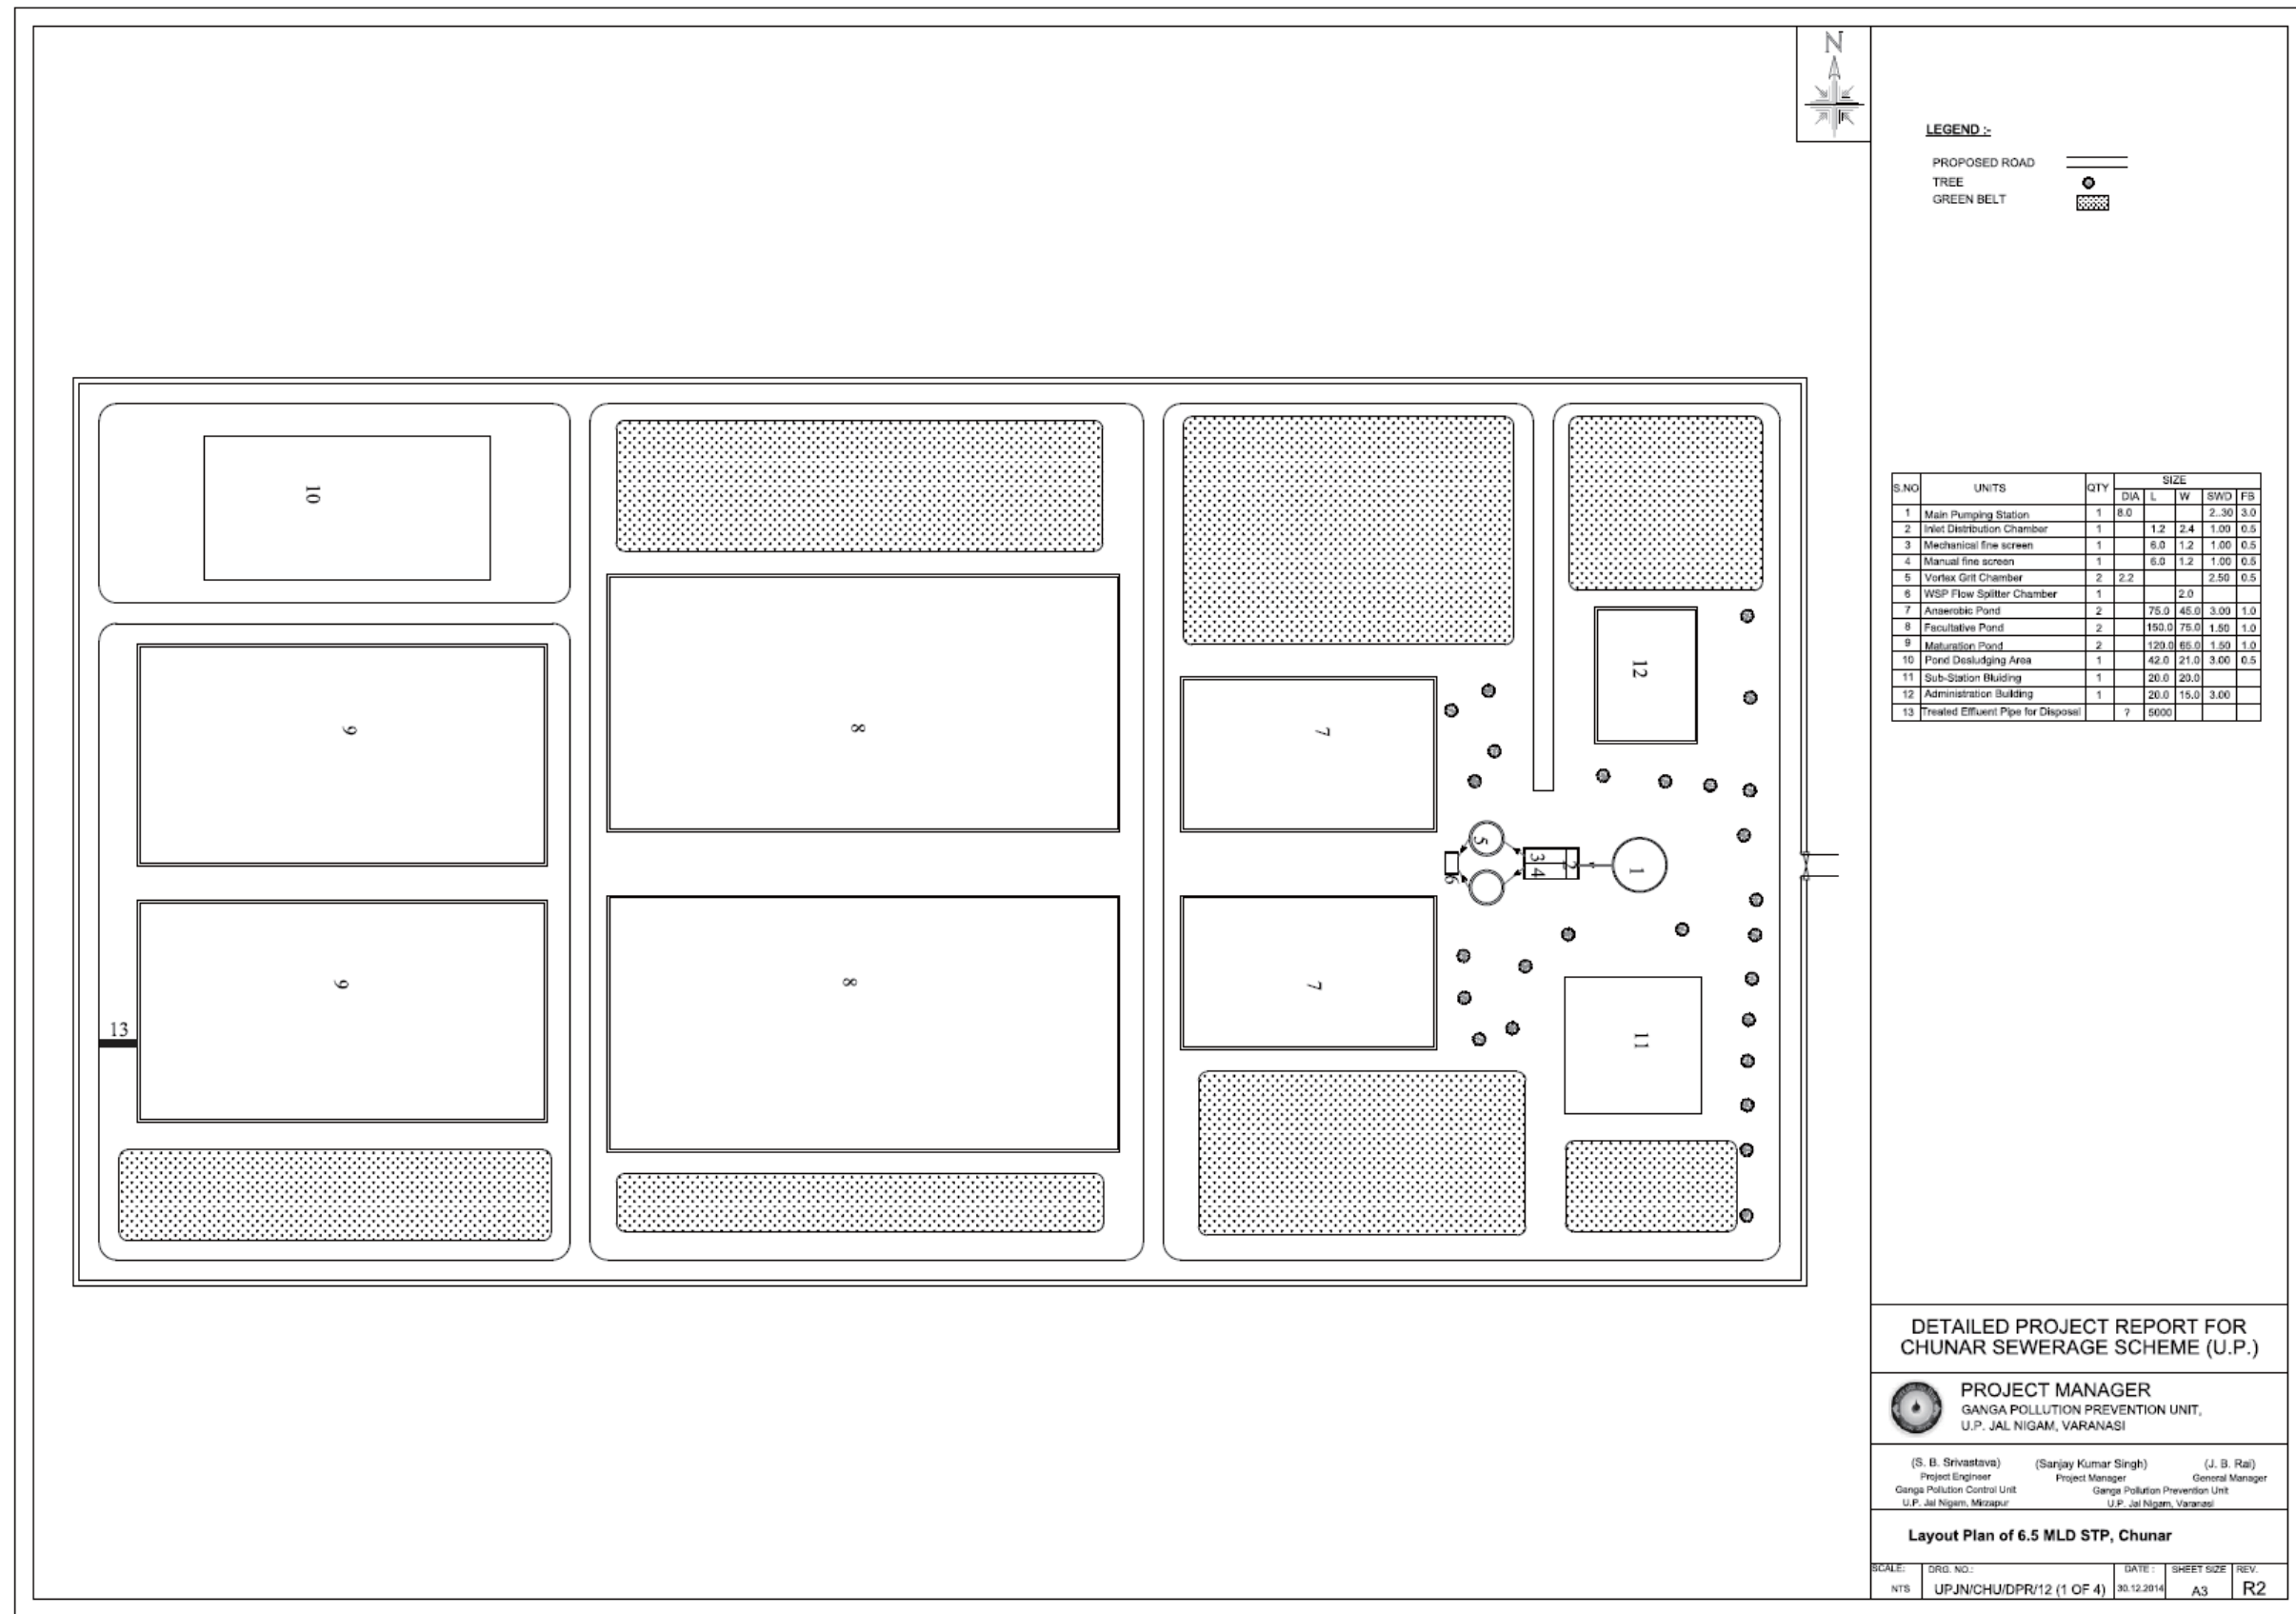 N
LEGEND :-
PROPOSED ROAD
TREE
GREEN BELT
S.NO UNITS QTY SIZE
DIA L W SWD FB
1 Main Pumping Station 1 8.0 2..30 3.0
2 Inlet Distribution Chamber 1 1.2 2.4 1.00 0.5
3 Mechanical fine screen 1 6.0 1.2 1.00 0.5
4 Manual fine screen 1 6.0 1.2 1.00 0.5
5 Vortex Grit Chamber 2 2.2 2.50 0.5
6 WSP Flow Splitter Chamber 1 2.0
7 Anaerobic Pond 2 75.0 45.0 3.00 1.0
8 Facultative Pond 2 150.0 75.0 1.50 1.0
9 Maturation Pond 2 120.0 65.0 1.50 1.0
10 Pond Desludging Area 1 42.0 21.0 3.00 0.5
11 Sub-Station Bluiding 1 20.0 20.0
12 Administration Building 1 20.0 15.0 3.00
13 Treated Effluent Pipe for Disposal ? 5000
10
12
9
8
7
5
3
2
1
4
6
9
8
7
11
13
DETAILED PROJECT REPORT FOR
CHUNAR SEWERAGE SCHEME (U.P.)
PROJECT MANAGER
GANGA POLLUTION PREVENTION UNIT,
U.P. JAL NIGAM, VARANASI
(S. B. Srivastava) (Sanjay Kumar Singh) (J. B. Rai)
Project Engineer Project Manager General Manager
Ganga Pollution Control Unit Ganga Pollution Prevention Unit
U.P. Jal Nigam, Mirzapur U.P. Jal Nigam, Varanasi
Layout Plan of 6.5 MLD STP, Chunar
SCALE: DRG. NO.: DATE : SHEET SIZE REV.
NTS UPJN/CHU/DPR/12 (1 OF 4) 30.12.2014 A3 R2